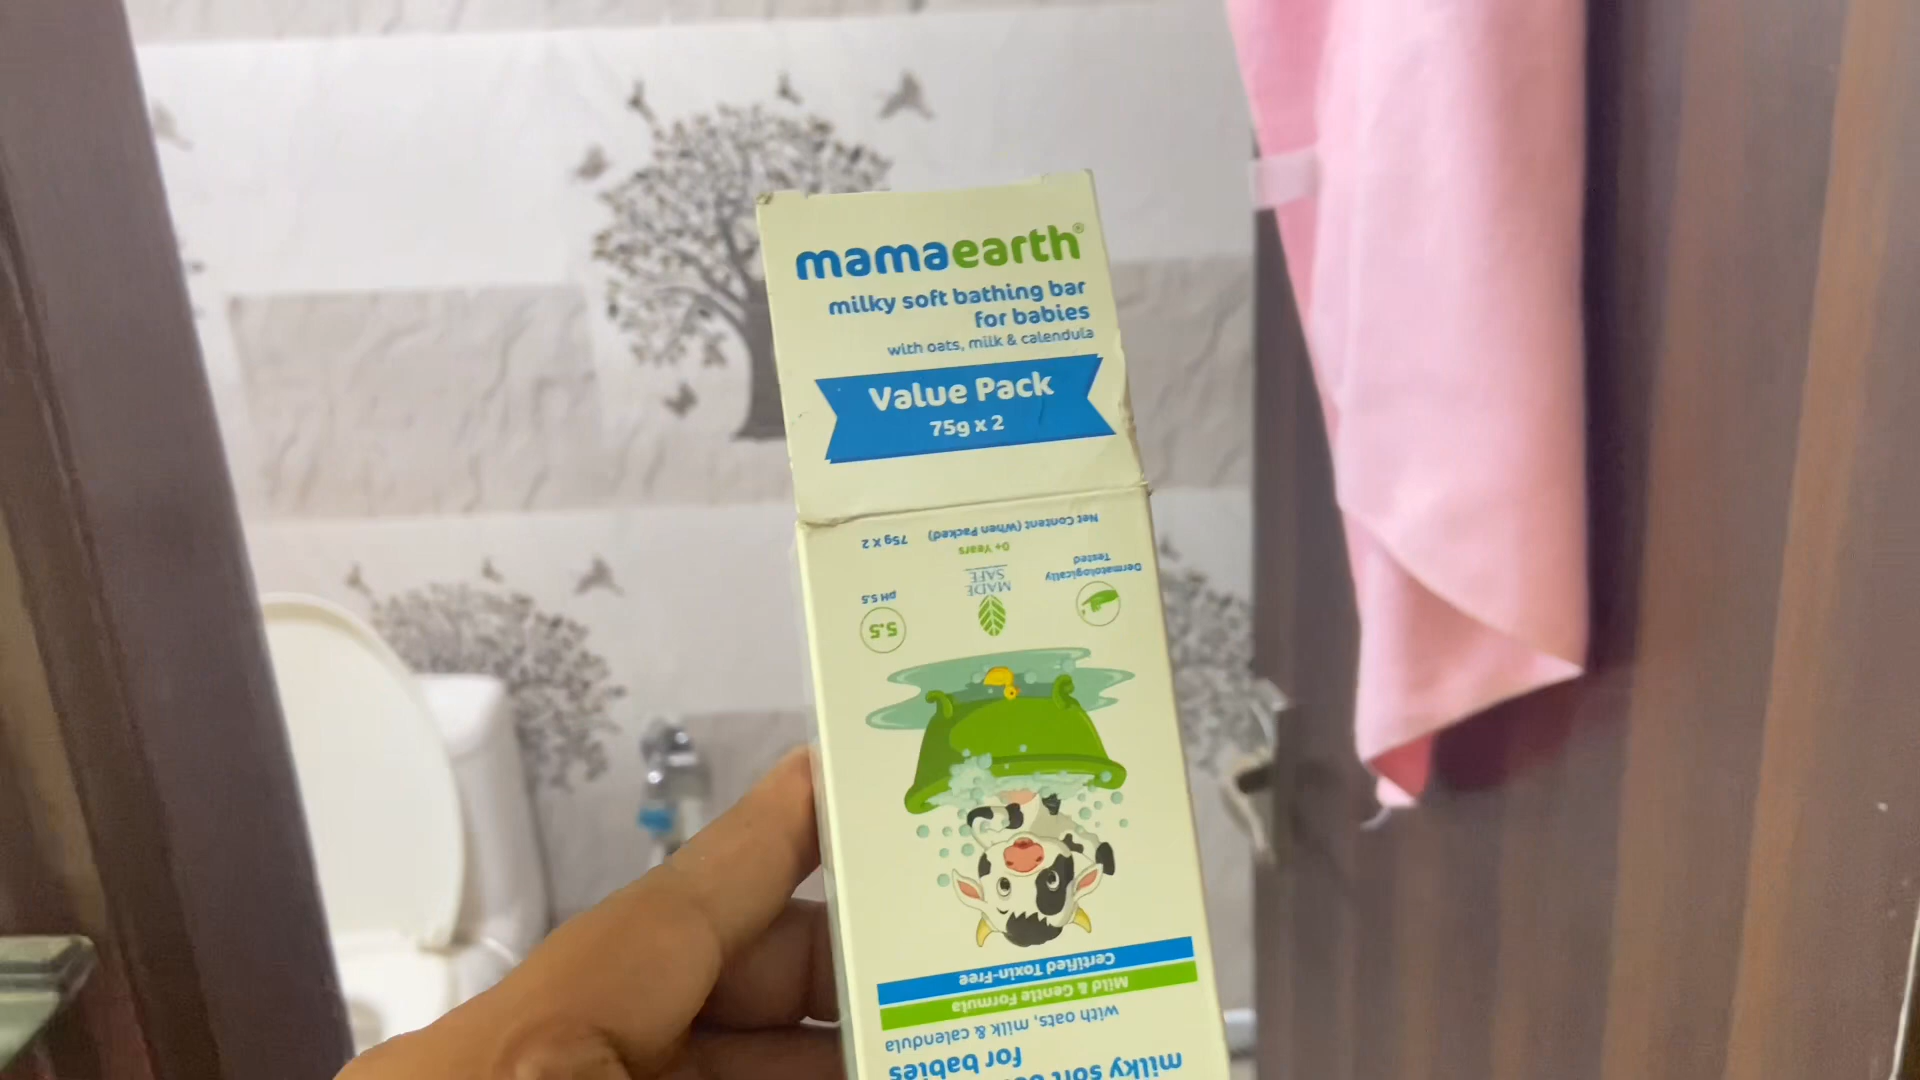 mamaearth®
milky soft bathing bar
for babies
with oats, milk & calendula
Value Pack
75g x 2
Net Content (When Packed) 75g X 2
0+ Years
Dermatologically
Tested
MADE
SAFE
5.5
pH 5.5
Certified Toxin-Free
Mild & Gentle Formula
with oats, milk & calendula
for babies
milky soft